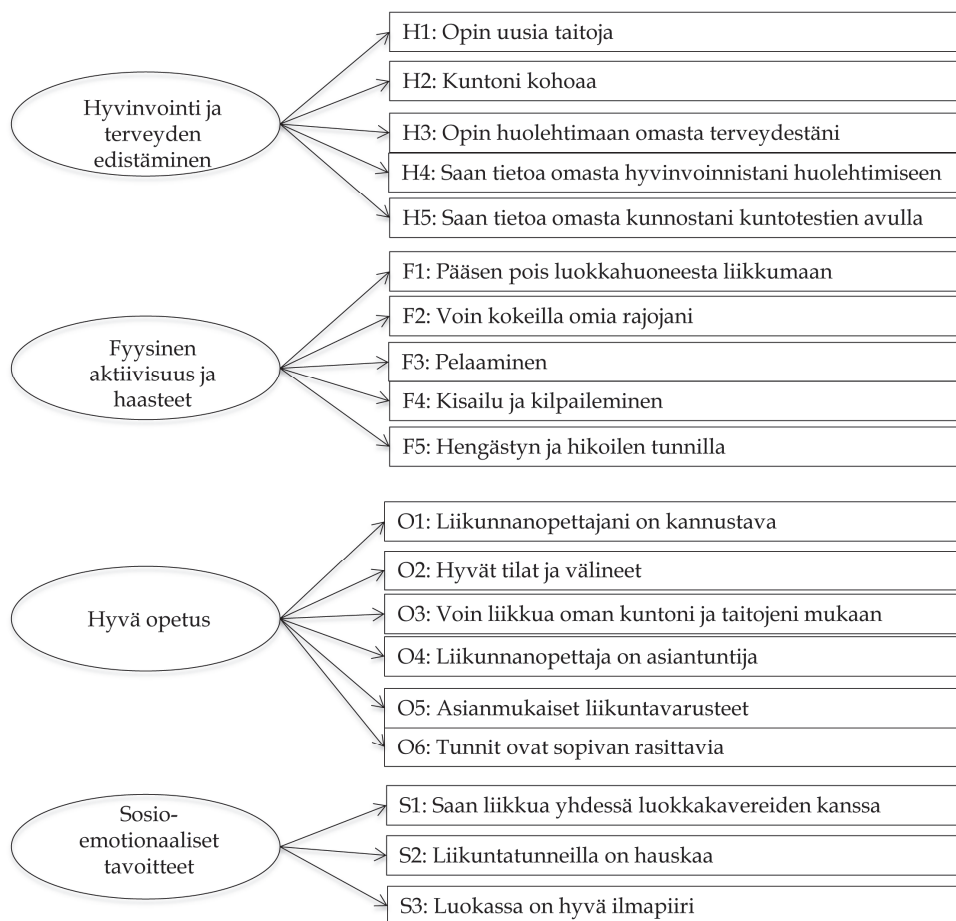 Hyvinvointi ja
terveyden
edistäminen
H1: Opin uusia taitoja
H2: Kuntoni kohoaa
H3: Opin huolehtimaan omasta terveydestäni
H4: Saan tietoa omasta hyvinvoinnistani huolehtimiseen
H5: Saan tietoa omasta kunnostani kuntotestien avulla
Fyysinen
aktiivisuus ja
haasteet
F1: Pääsen pois luokkahuoneesta liikkumaan
F2: Voin kokeilla omia rajojani
F3: Pelaaminen
F4: Kisailu ja kilpaileminen
F5: Hengästyn ja hikoilen tunnilla
Hyvä opetus
O1: Liikunnanopettajani on kannustava
O2: Hyvät tilat ja välineet
O3: Voin liikkua oman kuntoni ja taitojeni mukaan
O4: Liikunnanopettaja on asiantuntija
O5: Asianmukaiset liikuntavarusteet
O6: Tunnit ovat sopivan rasittavia
Sosio-
emotionaaliset
tavoitteet
S1: Saan liikkua yhdessä luokkakavereiden kanssa
S2: Liikuntatunneilla on hauskaa
S3: Luokassa on hyvä ilmapiiri